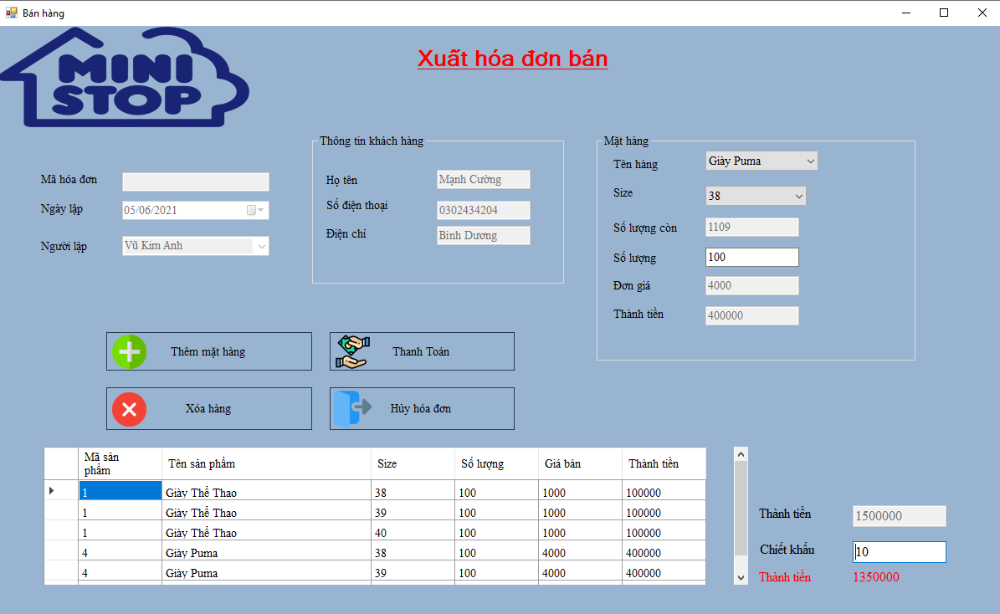 Bán hàng
MINI
STOP
Xuất hóa đơn bán
Mã hóa đơn
Ngày lập 05/06/2021
Người lập Vũ Kim Anh
Thông tin khách hàng
Họ tên Mạnh Cường
Số điện thoại 0302434204
Điện chỉ Bình Dương
Mặt hàng
Tên hàng Giày Puma
Size 38
Số lượng còn 1109
Số lượng 100
Đơn giá 4000
Thành tiền 400000
Thêm mặt hàng
Thanh Toán
Xóa hàng
Hủy hóa đơn
Mã sản phẩm Tên sản phẩm Size Số lượng Giá bán Thành tiền
1 Giày Thể Thao 38 100 1000 100000
1 Giày Thể Thao 39 100 1000 100000
1 Giày Thể Thao 40 100 1000 100000
4 Giày Puma 38 100 4000 400000
4 Giày Puma 39 100 4000 400000
Thành tiền 1500000
Chiết khấu 10
Thành tiền 1350000